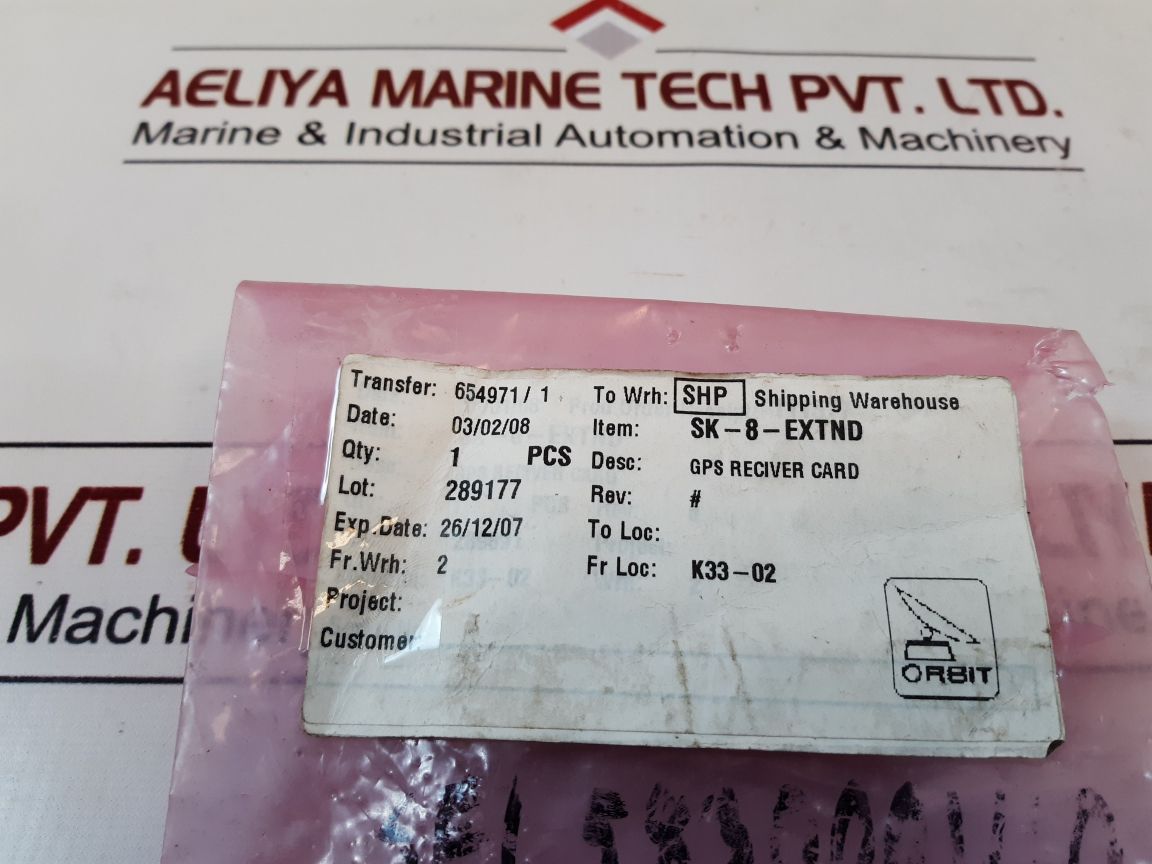 AELIYA MARINE TECH PVT. LTD.
Marine & Industrial Automation & Machinery
Transfer: 654971/ 1 To Wrh: SHP Shipping Warehouse
Date: 03/02/08 Item: SK-8-EXTND
Qty: 1 PCS Desc: GPS RECIVER CARD
Lot: 289177 Rev: #
Exp.Date: 26/12/07 To Loc:
Fr.Wrh: 2 Fr Loc: K33-02
Project:
Customer
ORBIT
PVT.
Machin